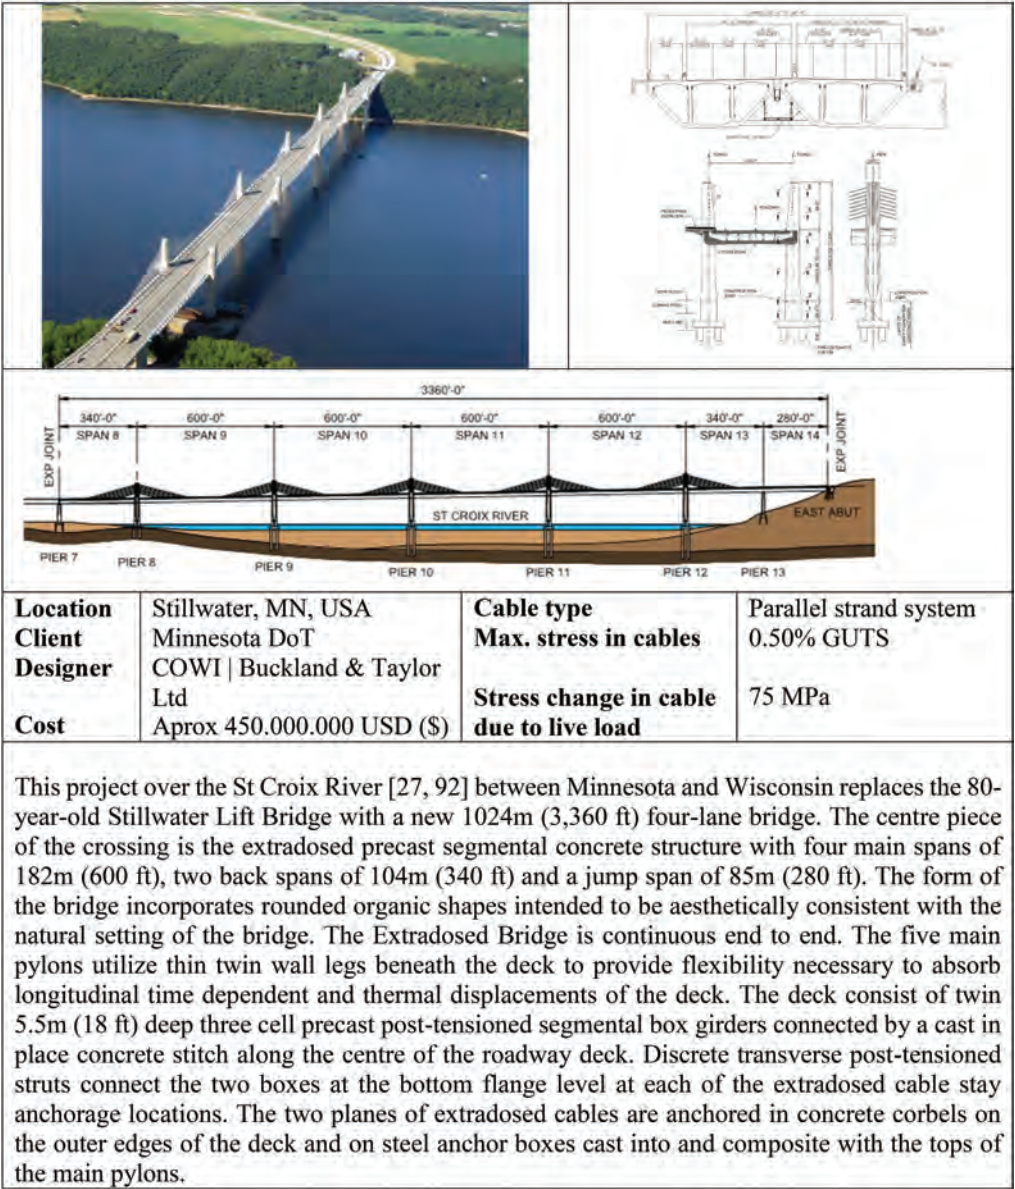 3360'-0"
340'-0" 600'-0" 600'-0" 600'-0" 600'-0" 340'-0" 280'-0"
SPAN 8 SPAN 9 SPAN 10 SPAN 11 SPAN 12 SPAN 13 SPAN 14
EXP JOINT
EXP JOINT
ST CROIX RIVER
EAST ABUT
PIER 7 PIER 8 PIER 9 PIER 10 PIER 11 PIER 12 PIER 13
Location Stillwater, MN, USA Cable type Parallel strand system
Client Minnesota DoT Max. stress in cables 0.50% GUTS
Designer COWI | Buckland & Taylor
Ltd Stress change in cable 75 MPa
Cost Aprox 450.000.000 USD ($) due to live load
This project over the St Croix River [27, 92] between Minnesota and Wisconsin replaces the 80-
year-old Stillwater Lift Bridge with a new 1024m (3,360 ft) four-lane bridge. The centre piece
of the crossing is the extradosed precast segmental concrete structure with four main spans of
182m (600 ft), two back spans of 104m (340 ft) and a jump span of 85m (280 ft). The form of
the bridge incorporates rounded organic shapes intended to be aesthetically consistent with the
natural setting of the bridge. The Extradosed Bridge is continuous end to end. The five main
pylons utilize thin twin wall legs beneath the deck to provide flexibility necessary to absorb
longitudinal time dependent and thermal displacements of the deck. The deck consist of twin
5.5m (18 ft) deep three cell precast post-tensioned segmental box girders connected by a cast in
place concrete stitch along the centre of the roadway deck. Discrete transverse post-tensioned
struts connect the two boxes at the bottom flange level at each of the extradosed cable stay
anchorage locations. The two planes of extradosed cables are anchored in concrete corbels on
the outer edges of the deck and on steel anchor boxes cast into and composite with the tops of
the main pylons.